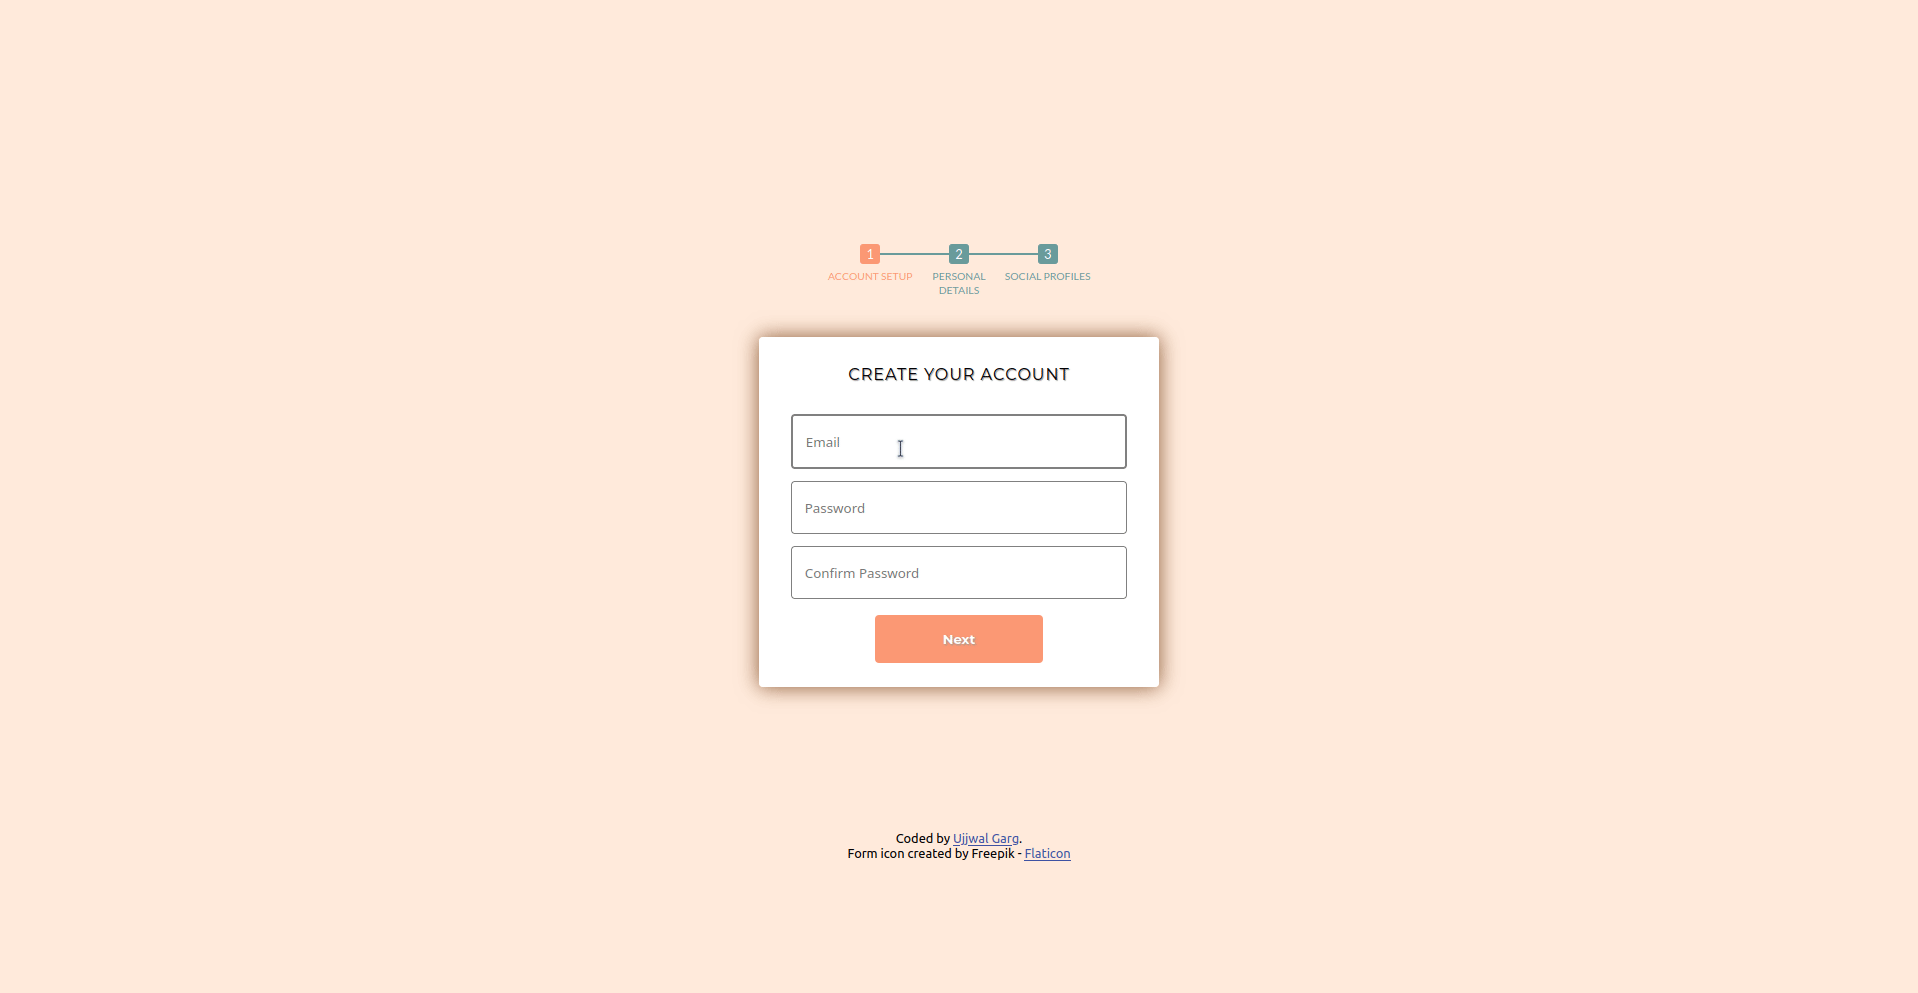 1 2 3
ACCOUNT SETUP PERSONAL SOCIAL PROFILES
DETAILS
CREATE YOUR ACCOUNT
Email
Password
Confirm Password
Next
Coded by Ujjwal Garg.
Form icon created by Freepik - Flaticon